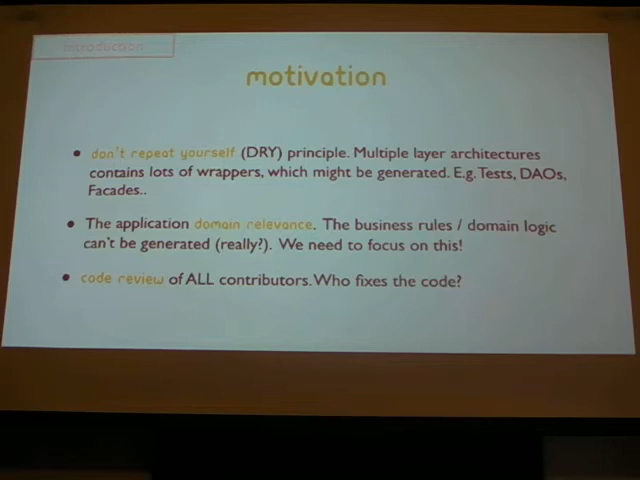 introduction
motivation
• don't repeat yourself (DRY) principle. Multiple layer architectures
contains lots of wrappers, which might be generated. E.g. Tests, DAOs,
Facades..
• The application domain relevance. The business rules / domain logic
can't be generated (really?). We need to focus on this!
• code review of ALL contributors. Who fixes the code?